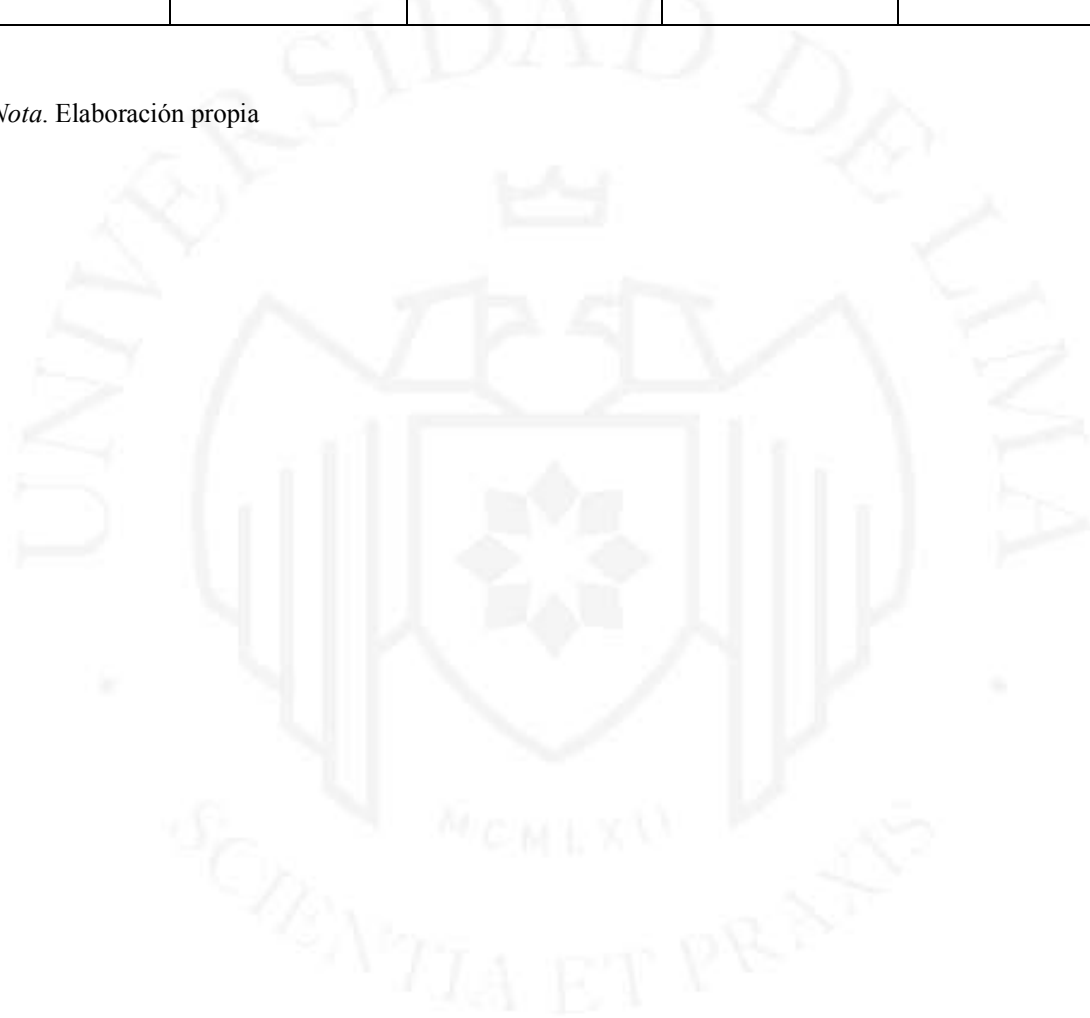 Nota. Elaboración propia
UNIVERSIDAD DE LIMA
MCMLXII
SCIENTIA ET PRAXIS